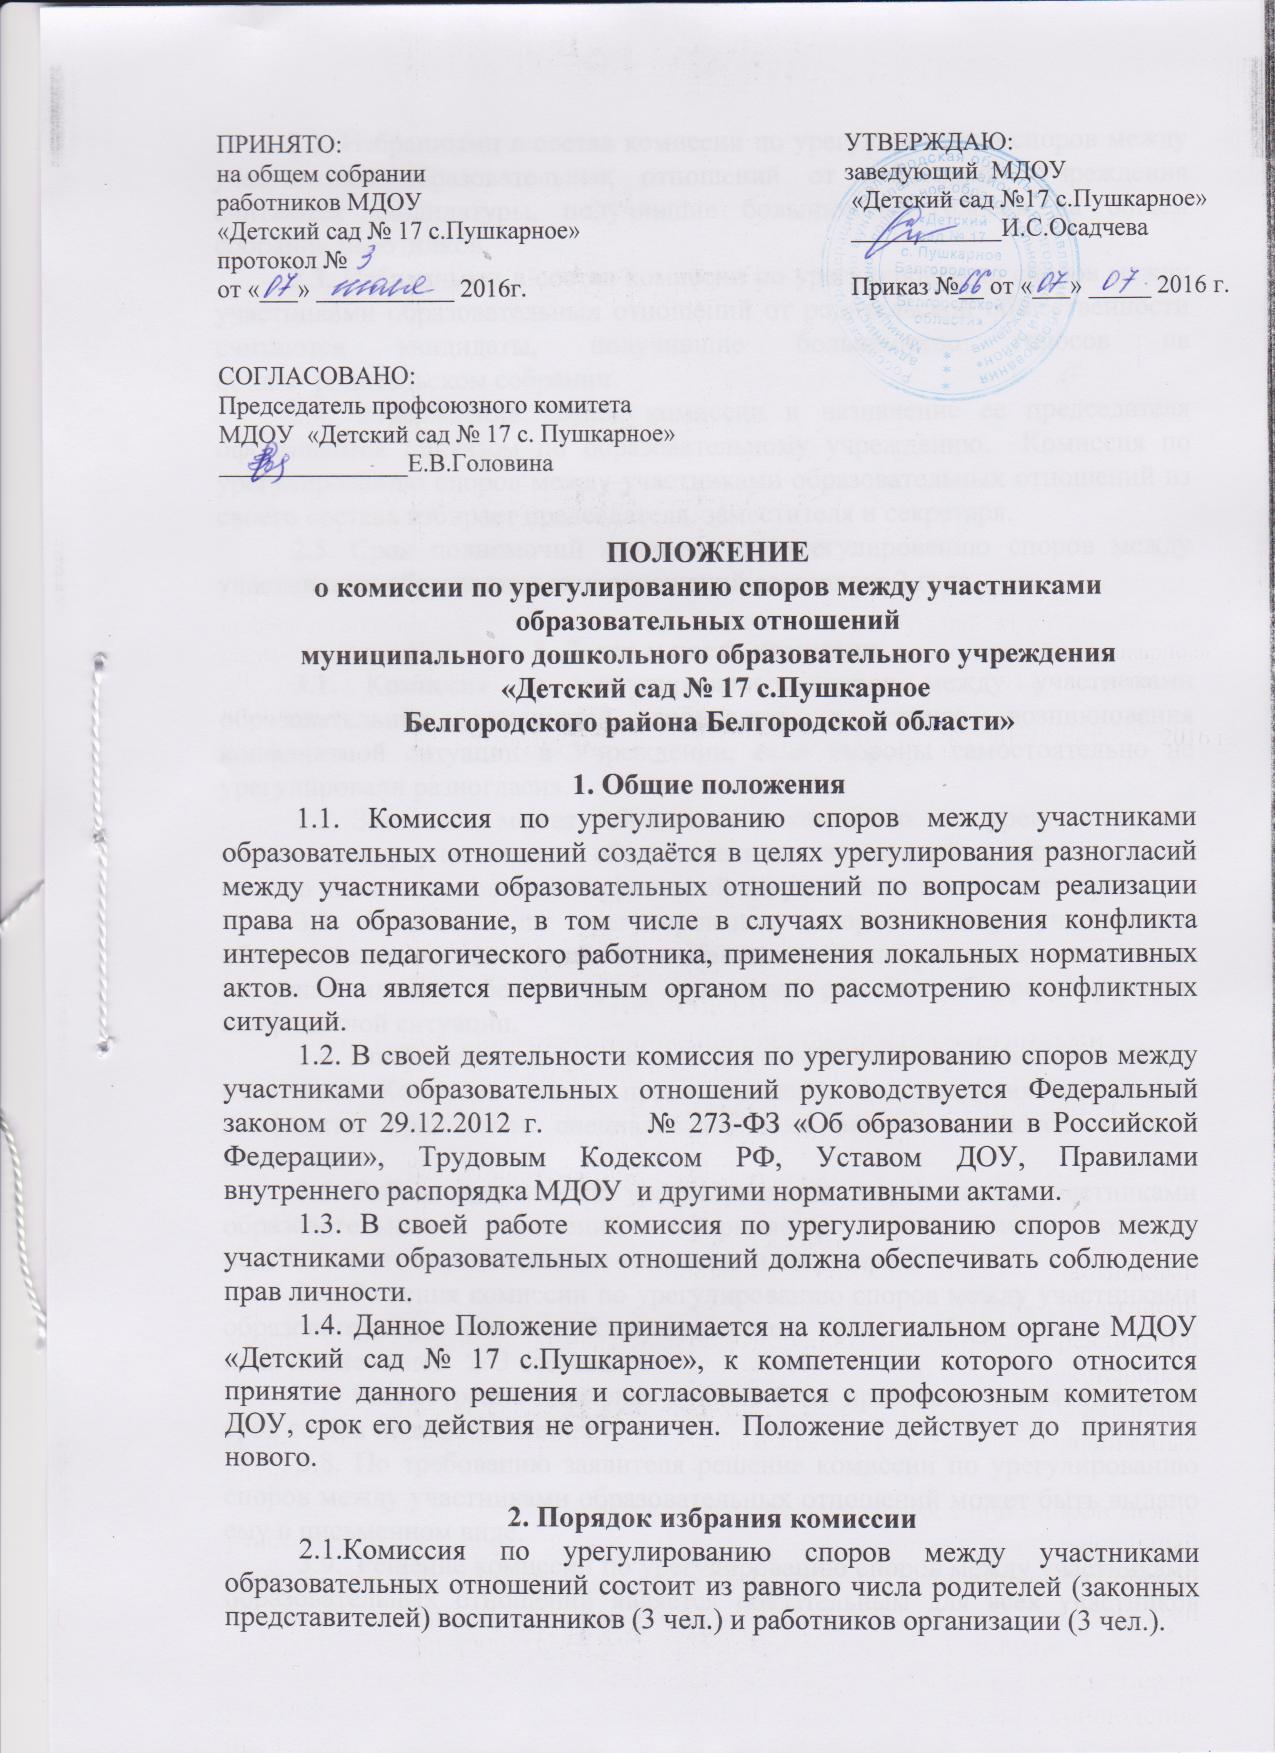 ПРИНЯТО:
на общем собрании
работников МДОУ
«Детский сад № 17 с.Пушкарное»
протокол № 3
от «07» июля 2016г.
УТВЕРЖДАЮ:
заведующий МДОУ
«Детский сад №17 с.Пушкарное»
И.С.Осадчева
Приказ №66 от «07» 07 2016 г.
«Детский
сад № 17
с. Пушкарное
Белгородского
Белгородской
области»
СОГЛАСОВАНО:
Председатель профсоюзного комитета
МДОУ «Детский сад № 17 с. Пушкарное»
Е.В.Головина
ПОЛОЖЕНИЕ
о комиссии по урегулированию споров между участниками
образовательных отношений
муниципального дошкольного образовательного учреждения
«Детский сад № 17 с.Пушкарное
Белгородского района Белгородской области»
1. Общие положения
1.1. Комиссия по урегулированию споров между участниками
образовательных отношений создаётся в целях урегулирования разногласий
между участниками образовательных отношений по вопросам реализации
права на образование, в том числе в случаях возникновения конфликта
интересов педагогического работника, применения локальных нормативных
актов. Она является первичным органом по рассмотрению конфликтных
ситуаций.
1.2. В своей деятельности комиссия по урегулированию споров между
участниками образовательных отношений руководствуется Федеральный
законом от 29.12.2012 г. № 273-ФЗ «Об образовании в Российской
Федерации», Трудовым Кодексом РФ, Уставом ДОУ, Правилами
внутреннего распорядка МДОУ и другими нормативными актами.
1.3. В своей работе комиссия по урегулированию споров между
участниками образовательных отношений должна обеспечивать соблюдение
прав личности.
1.4. Данное Положение принимается на коллегиальном органе МДОУ
«Детский сад № 17 с.Пушкарное», к компетенции которого относится
принятие данного решения и согласовывается с профсоюзным комитетом
ДОУ, срок его действия не ограничен. Положение действует до принятия
нового.
2. Порядок избрания комиссии
2.1.Комиссия по урегулированию споров между участниками
образовательных отношений состоит из равного числа родителей (законных
представителей) воспитанников (3 чел.) и работников организации (3 чел.).